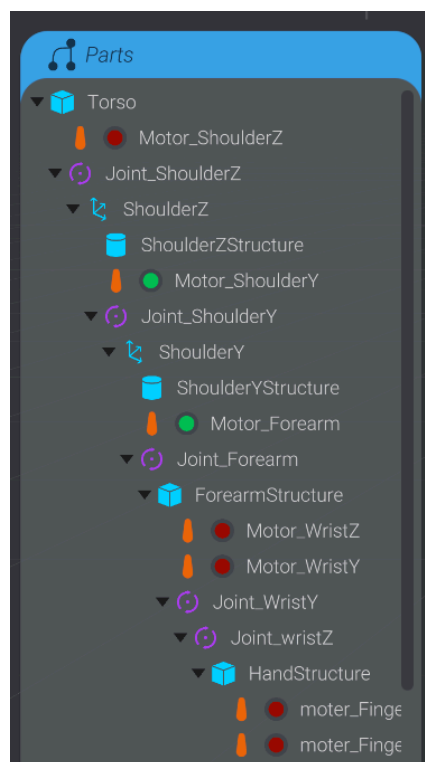 Parts
Torso
Motor_ShoulderZ
Joint_ShoulderZ
ShoulderZ
ShoulderZStructure
Motor_ShoulderY
Joint_ShoulderY
ShoulderY
ShoulderYStructure
Motor_Forearm
Joint_Forearm
ForearmStructure
Motor_WristZ
Motor_WristY
Joint_WristY
Joint_wristZ
HandStructure
moter_Finge
moter_Finge